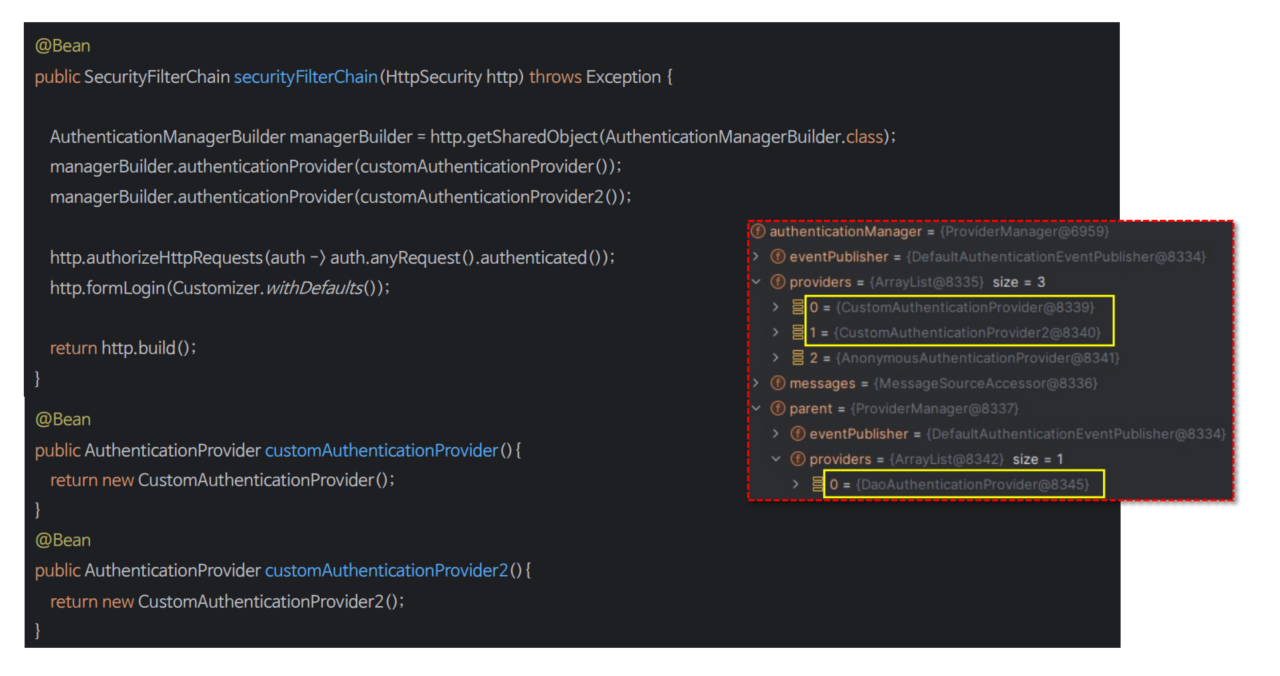 @Bean
public SecurityFilterChain securityFilterChain(HttpSecurity http) throws Exception {
AuthenticationManagerBuilder managerBuilder = http.getSharedObject(AuthenticationManagerBuilder.class);
managerBuilder.authenticationProvider(customAuthenticationProvider());
managerBuilder.authenticationProvider(customAuthenticationProvider2());
http.authorizeHttpRequests(auth -> auth.anyRequest().authenticated());
http.formLogin(Customizer.withDefaults());
return http.build();
}
@Bean
public AuthenticationProvider customAuthenticationProvider(){
return new CustomAuthenticationProvider();
}
@Bean
public AuthenticationProvider customAuthenticationProvider2(){
return new CustomAuthenticationProvider2();
}
authenticationManager = {ProviderManager@6959}
eventPublisher = {DefaultAuthenticationEventPublisher@8334}
providers = {ArrayList@8335} size = 3
0 = {CustomAuthenticationProvider@8339}
1 = {CustomAuthenticationProvider2@8340}
2 = {AnonymousAuthenticationProvider@8341}
messages = {MessageSourceAccessor@8336}
parent = {ProviderManager@8337}
eventPublisher = {DefaultAuthenticationEventPublisher@8334}
providers = {ArrayList@8342} size = 1
0 = {DaoAuthenticationProvider@8345}